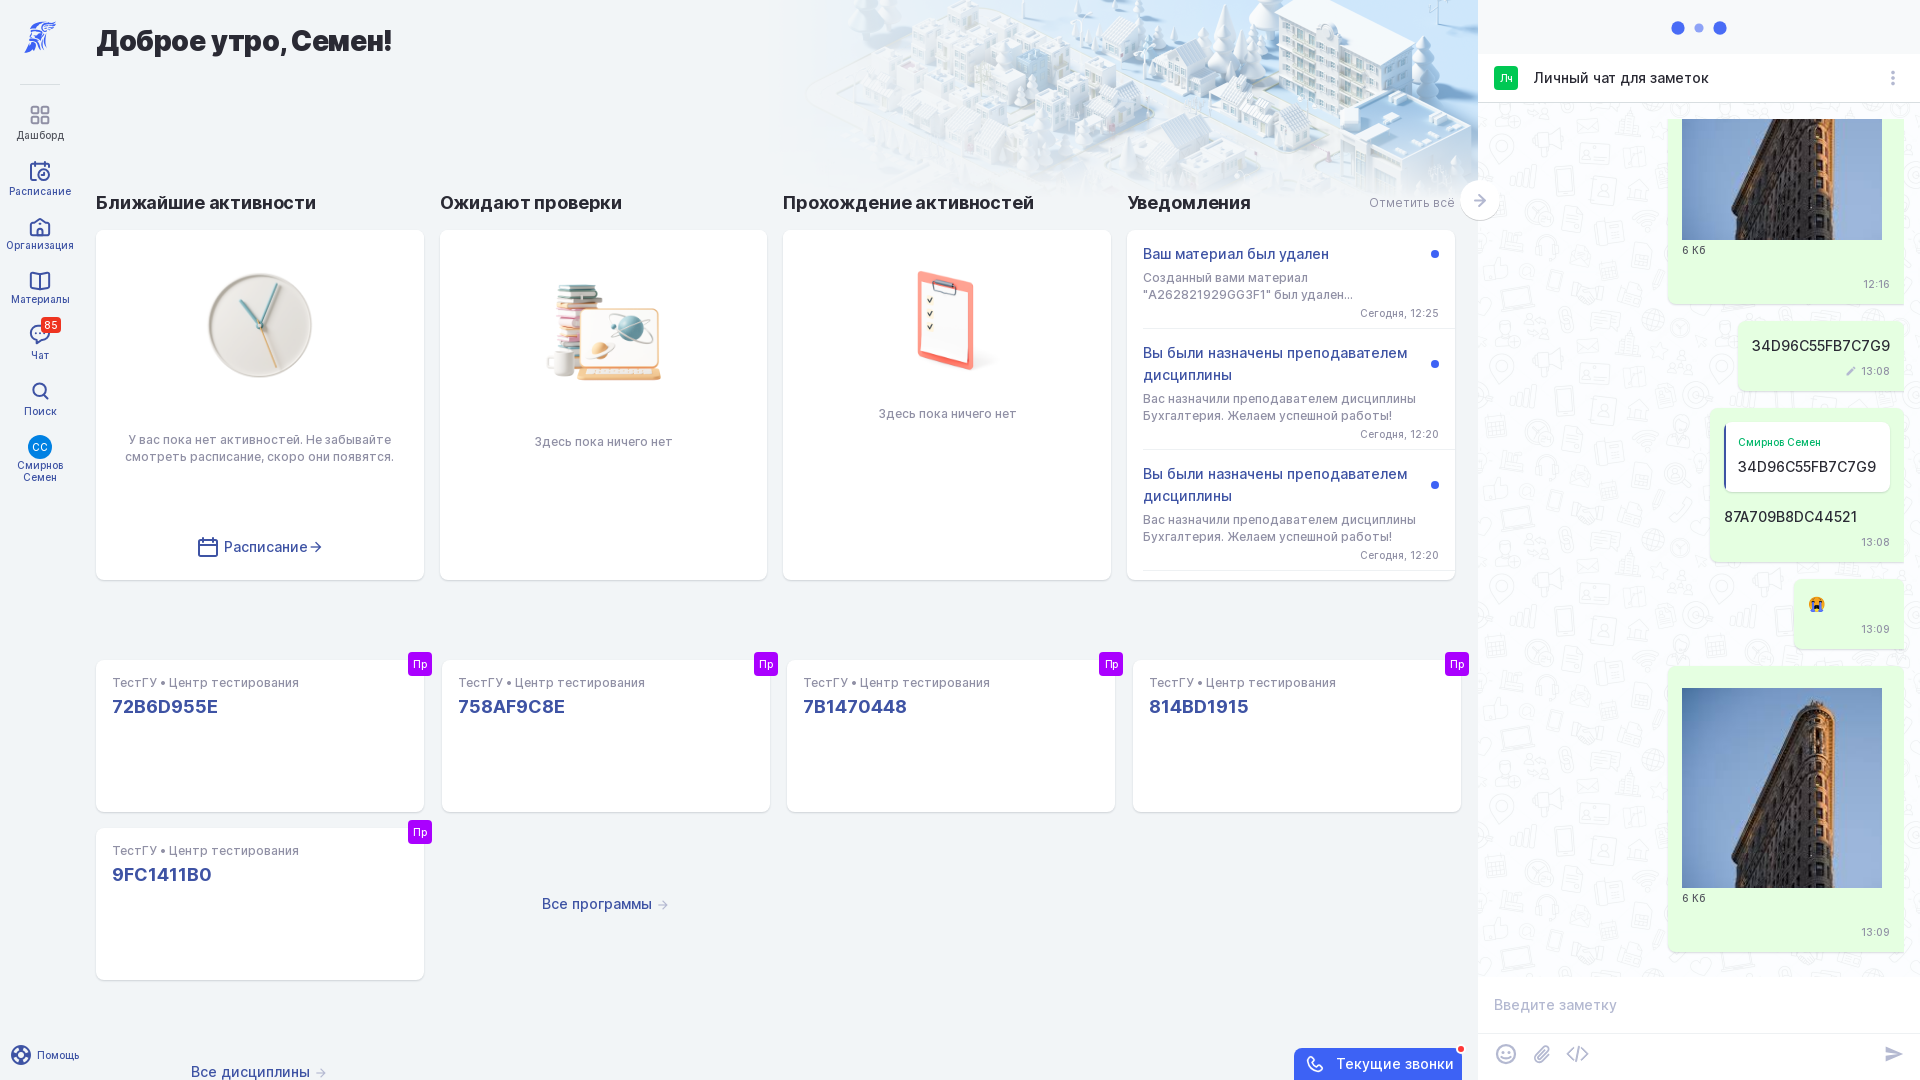 Доброе утро, Семен!
Дашборд
Расписание
Организация
Материалы
85
Чат
Поиск
СС
Смирнов
Семен
Помощь
Ближайшие активности
У вас пока нет активностей. Не забывайте
смотреть расписание, скоро они появятся.
Расписание
Ожидают проверки
Здесь пока ничего нет
Прохождение активностей
Здесь пока ничего нет
Уведомления
Отметить всё
Ваш материал был удален
Созданный вами материал
"A262821929GG3F1" был удален...
Сегодня, 12:25
Вы были назначены преподавателем
дисциплины
Вас назначили преподавателем дисциплины
Бухгалтерия. Желаем успешной работы!
Сегодня, 12:20
Вы были назначены преподавателем
дисциплины
Вас назначили преподавателем дисциплины
Бухгалтерия. Желаем успешной работы!
Сегодня, 12:20
Пр
ТестГУ • Центр тестирования
72B6D955E
Пр
ТестГУ • Центр тестирования
758AF9C8E
Пр
ТестГУ • Центр тестирования
7B1470448
Пр
ТестГУ • Центр тестирования
814BD1915
Пр
ТестГУ • Центр тестирования
9FC1411B0
Все программы
Все дисциплины
Текущие звонки
Лч
Личный чат для заметок
6 Кб
12:16
34D96C55FB7C7G9
13:08
Смирнов Семен
34D96C55FB7C7G9
87A709B8DC44521
13:08
13:09
6 Кб
13:09
Введите заметку